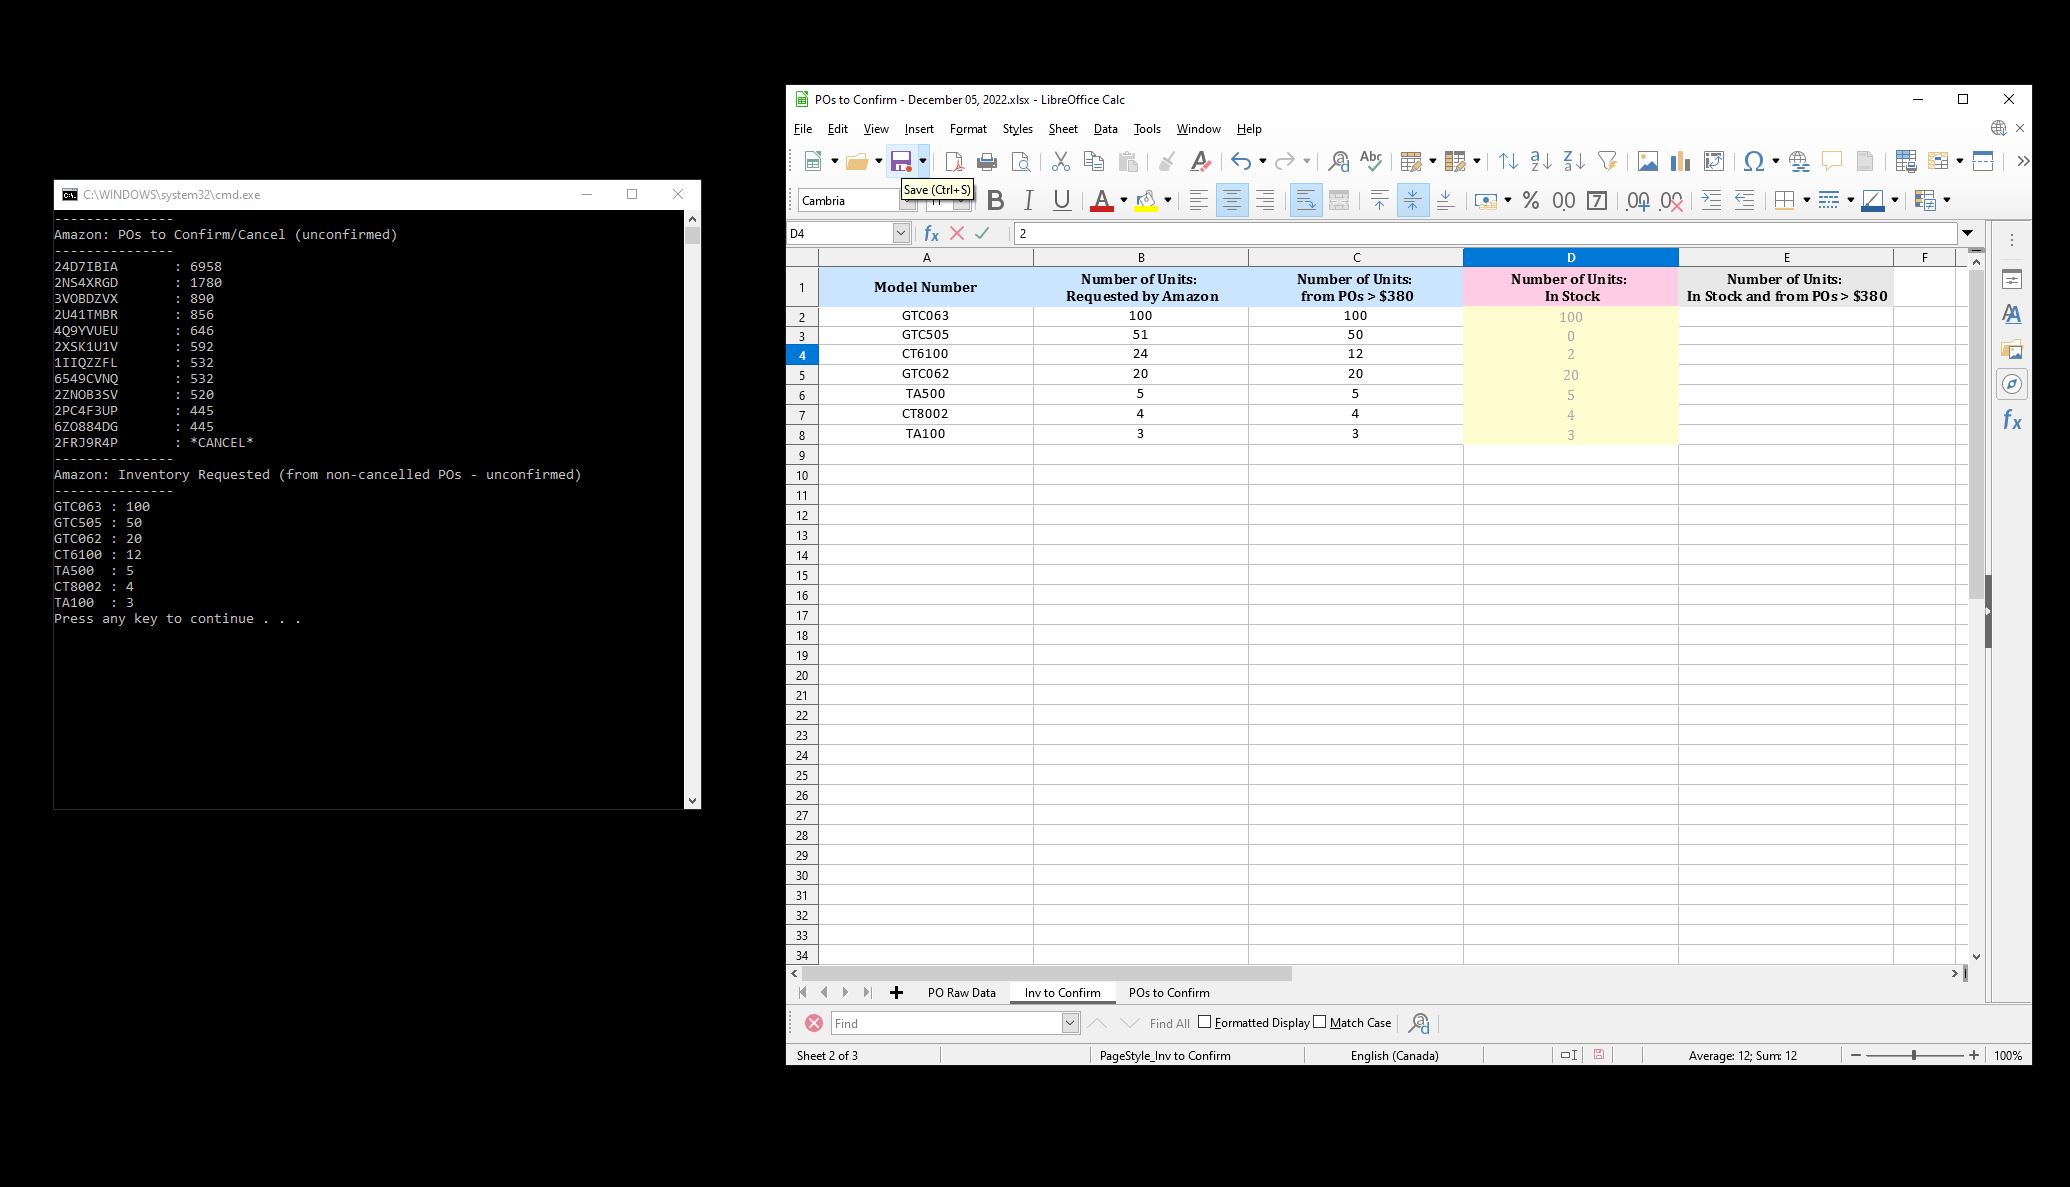 C:\WINDOWS\system32\cmd.exe
---------------
Amazon: POs to Confirm/Cancel (unconfirmed)
---------------
24D7IBIA : 6958
2NS4XRGD : 1780
3VOBDZVX : 890
2U41TMBR : 856
4Q9YVUEU : 646
2XSK1U1V : 592
1IIQZZFL : 532
6549CVNQ : 532
2ZNOB3SV : 520
2PC4F3UP : 445
6ZO884DG : 445
2FRJ9R4P : *CANCEL*
---------------
Amazon: Inventory Requested (from non-cancelled POs - unconfirmed)
---------------
GTC063 : 100
GTC505 : 50
GTC062 : 20
CT6100 : 12
TA500 : 5
CT8002 : 4
TA100 : 3
Press any key to continue . . .
POs to Confirm - December 05, 2022.xlsx - LibreOffice Calc
File Edit View Insert Format Styles Sheet Data Tools Window Help
Save (Ctrl+S)
Cambria
D4 2
A B C D E F
1 Model Number Number of Units: Number of Units: Number of Units: Number of Units:
Requested by Amazon from POs > $380 In Stock In Stock and from POs > $380
2 GTC063 100 100 100
3 GTC505 51 50 0
4 CT6100 24 12 2
5 GTC062 20 20 20
6 TA500 5 5 5
7 CT8002 4 4 4
8 TA100 3 3 3
9
10
11
12
13
14
15
16
17
18
19
20
21
22
23
24
25
26
27
28
29
30
31
32
33
34
PO Raw Data Inv to Confirm POs to Confirm
Find Find All Formatted Display Match Case
Sheet 2 of 3 PageStyle_Inv to Confirm English (Canada) Average: 12; Sum: 12 100%